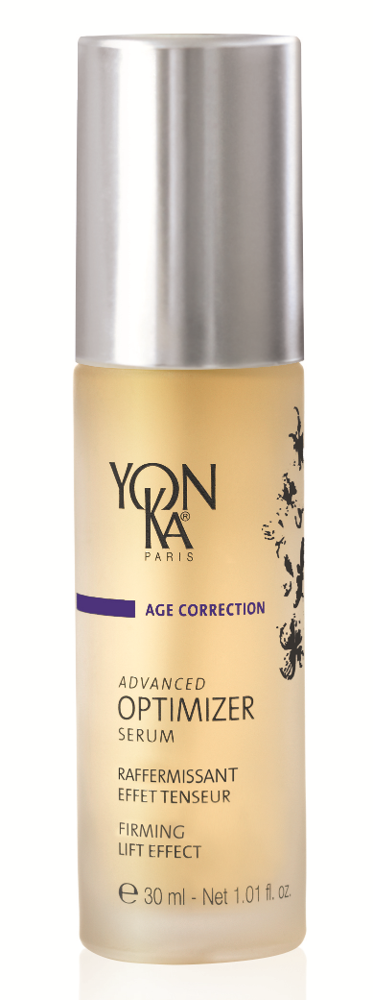 YON
KA®
PARIS
AGE CORRECTION
ADVANCED
OPTIMIZER
SERUM
RAFFERMISSANT
EFFET TENSEUR
FIRMING
LIFT EFFECT
℮ 30 ml - Net 1.01 fl. oz.